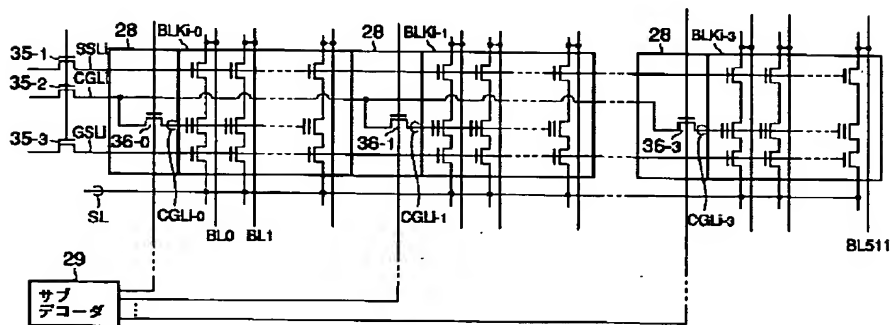 28 BLKi-0 28 BLKi-1 28 BLKi-3
35-1 SSLi
35-2 CGLi
35-3 GSLi
36-0 36-1 36-3
SL CGLi-0 BL0 BL1 CGLi-1 CGLi-3 BL511
29
サブ
デコーダ